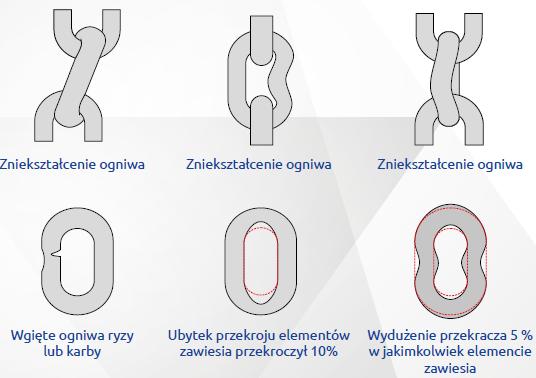 Zniekształcenie ogniwa
Zniekształcenie ogniwa
Zniekształcenie ogniwa
Wgięte ogniwa ryzy
lub karby
Ubytek przekroju elementów
zawiesia przekroczył 10%
Wydużenie przekracza 5 %
w jakimkolwiek elemencie
zawiesia